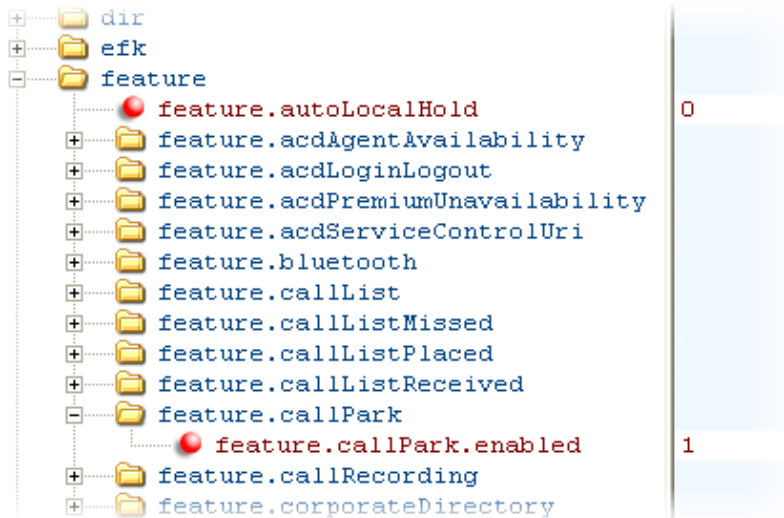 dir
efk
feature
feature.autoLocalHold 0
feature.acdAgentAvailability
feature.acdLoginLogout
feature.acdPremiumUnavailability
feature.acdServiceControlUri
feature.bluetooth
feature.callList
feature.callListMissed
feature.callListPlaced
feature.callListReceived
feature.callPark
feature.callPark.enabled 1
feature.callRecording
feature.corporateDirectory